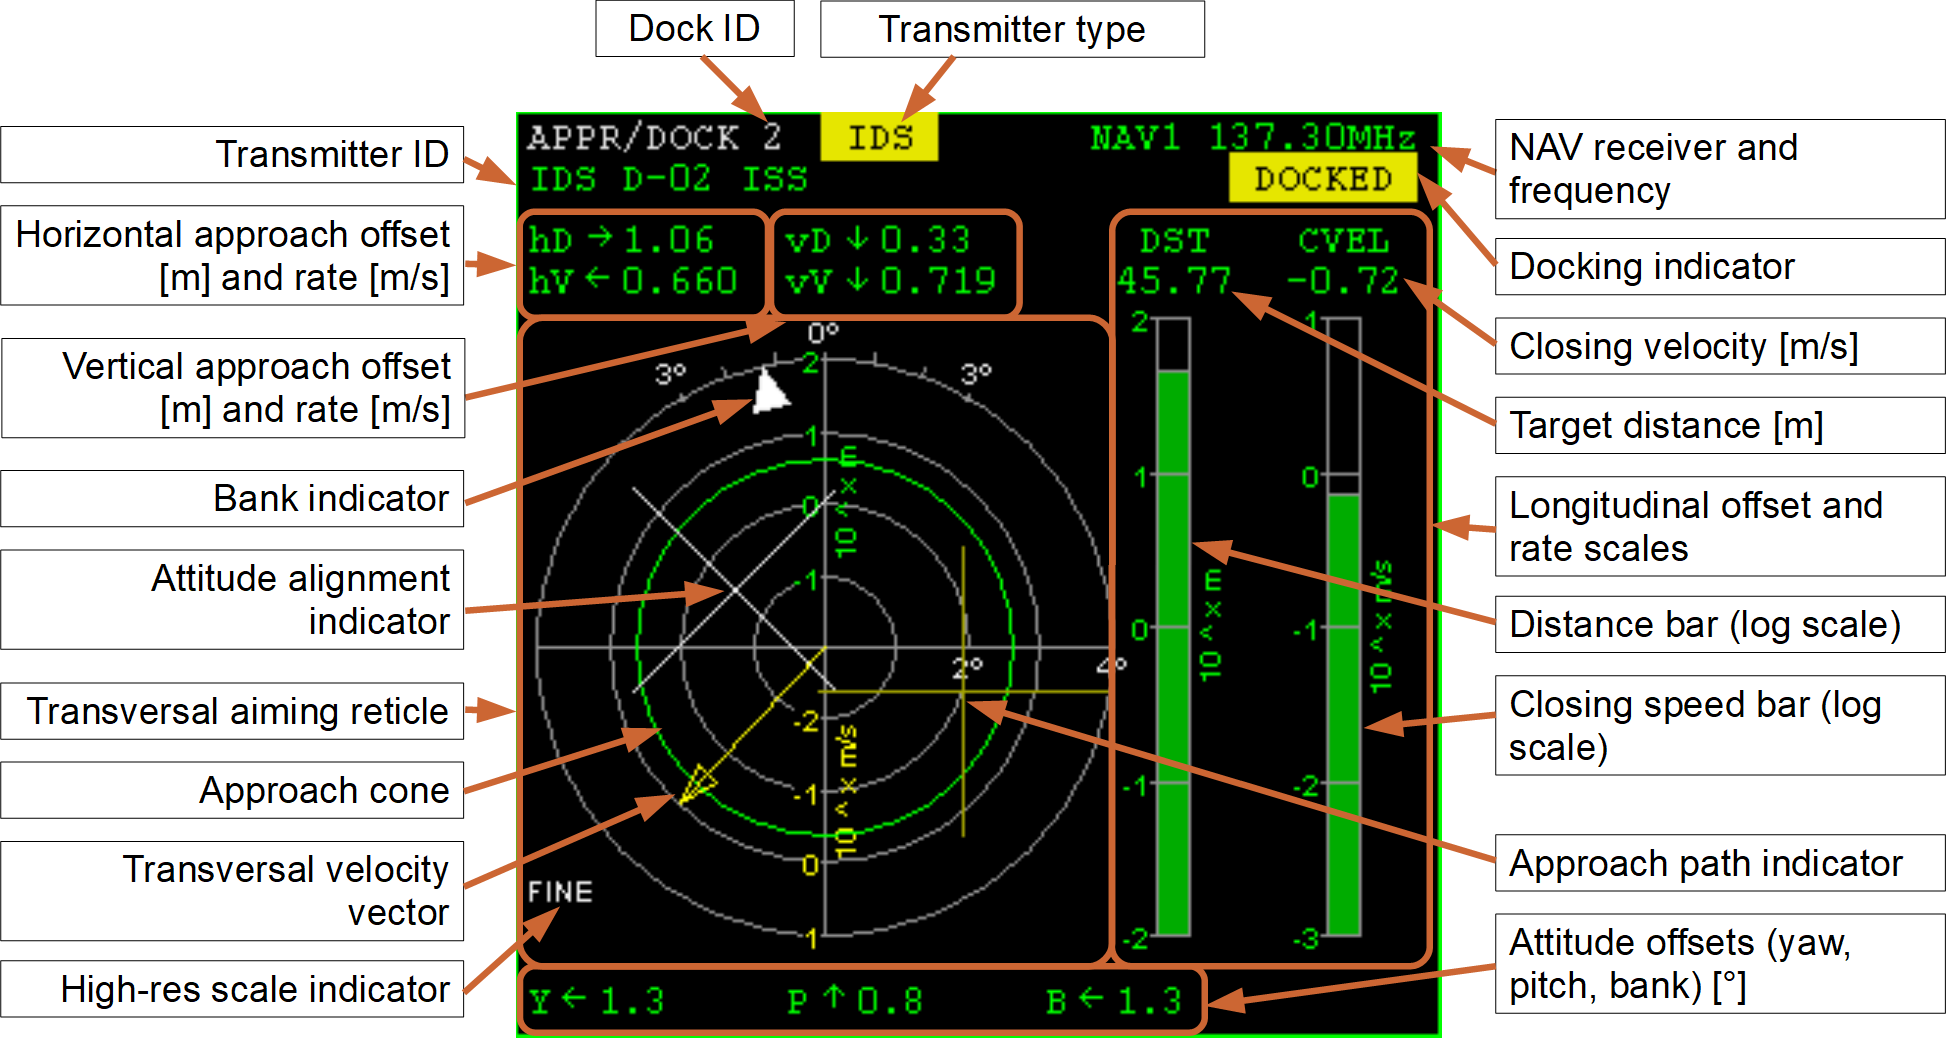 Dock ID
Transmitter type
APPR/DOCK 2
IDS
NAV1 137.30MHz
IDS D-02 ISS
DOCKED
Transmitter ID
NAV receiver and
frequency
Horizontal approach offset
[m] and rate [m/s]
hD → 1.06
hV ← 0.660
vD ↓ 0.33
vV ↓ 0.719
DST
45.77
CVEL
-0.72
Docking indicator
Closing velocity [m/s]
Vertical approach offset
[m] and rate [m/s]
Target distance [m]
Bank indicator
Longitudinal offset and
rate scales
Attitude alignment
indicator
Distance bar (log scale)
Transversal aiming reticle
Closing speed bar (log
scale)
Approach cone
Approach path indicator
Transversal velocity
vector
Attitude offsets (yaw,
pitch, bank) [°]
High-res scale indicator
0°
3°
3°
2
1
0
-1
10 ^ x m
2°
4°
-2
-1
0
1
10 ^ x m/s
FINE
2
1
0
-1
-2
10 ^ x m
1
0
-1
-2
-3
10 ^ x m/s
Y ← 1.3
P ↑ 0.8
B ← 1.3